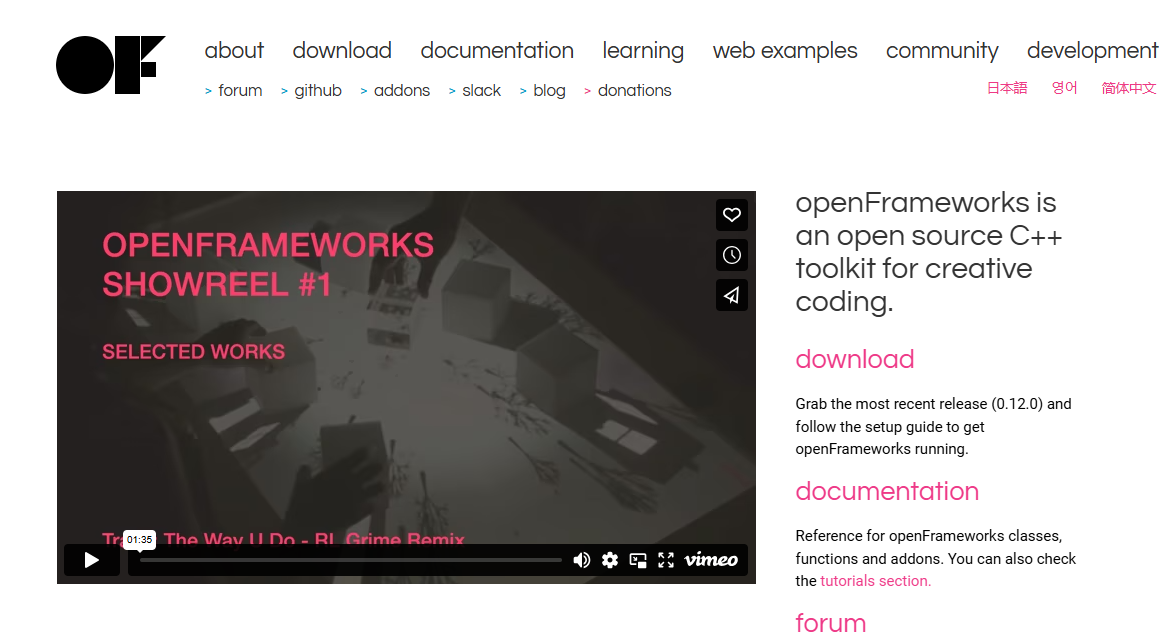 OF
about download documentation learning web examples community development
> forum > github > addons > slack > blog > donations
日本語 영어 简体中文
OPENFRAMEWORKS
SHOWREEL #1
SELECTED WORKS
The Way U Do - RL Grime Remix
01:35
vimeo
openFrameworks is
an open source C++
toolkit for creative
coding.
download
Grab the most recent release (0.12.0) and
follow the setup guide to get
openFrameworks running.
documentation
Reference for openFrameworks classes,
functions and addons. You can also check
the tutorials section.
forum